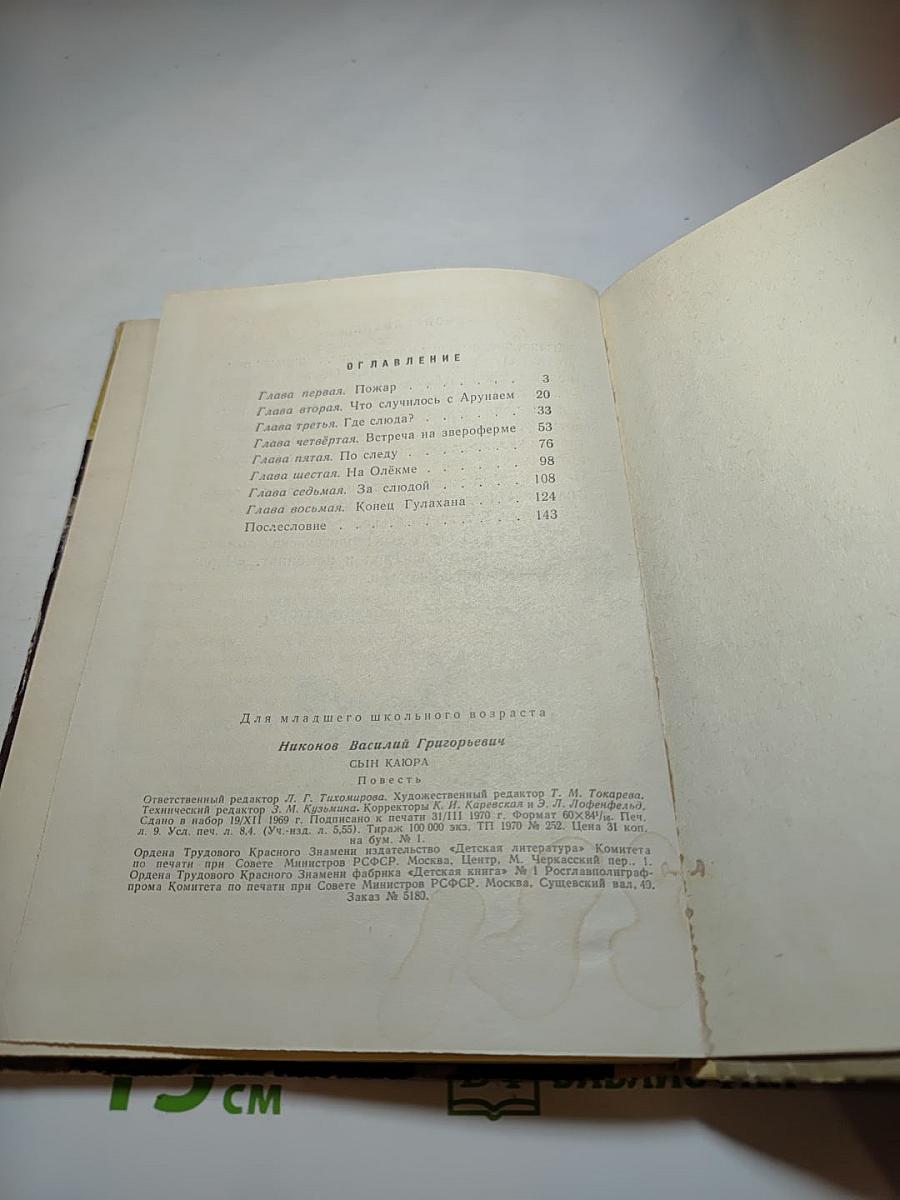 ОГЛАВЛЕНИЕ
Глава первая. Пожар . . . . . . . 3
Глава вторая. Что случилось с Арунаем 20
Глава третья. Где слюда? . . . . . . 33
Глава четвёртая. Встреча на звероферме 53
Глава пятая. По следу . . . . . . . 76
Глава шестая. На Олёкме . . . . . . 98
Глава седьмая. За слюдой . . . . . 108
Глава восьмая. Конец Гулахана . . . 124
Послесловие . . . . . . . . . . . 143
Для младшего школьного возраста
Никонов Василий Григорьевич
СЫН КАЮРА
Повесть
Ответственный редактор Л. Г. Тихомирова. Художественный редактор Т. М. Токарева.
Технический редактор З. М. Кузьмина. Корректоры К. И. Каревская и Э. Л. Лофенфельд.
Сдано в набор 19/XII 1969 г. Подписано к печати 31/III 1970 г. Формат 60×84¹/₁₆. Печ.
л. 9. Усл. печ. л. 8,4. (Уч.-изд. л. 5,55). Тираж 100 000 экз. ТП 1970 № 252. Цена 31 коп.
на бум. № 1.
Ордена Трудового Красного Знамени издательство «Детская литература» Комитета
по печати при Совете Министров РСФСР. Москва, Центр, М. Черкасский пер., 1.
Ордена Трудового Красного Знамени фабрика «Детская книга» № 1 Росглавполиграф-
прома Комитета по печати при Совете Министров РСФСР. Москва, Сущевский вал, 49.
Заказ № 5180.
см